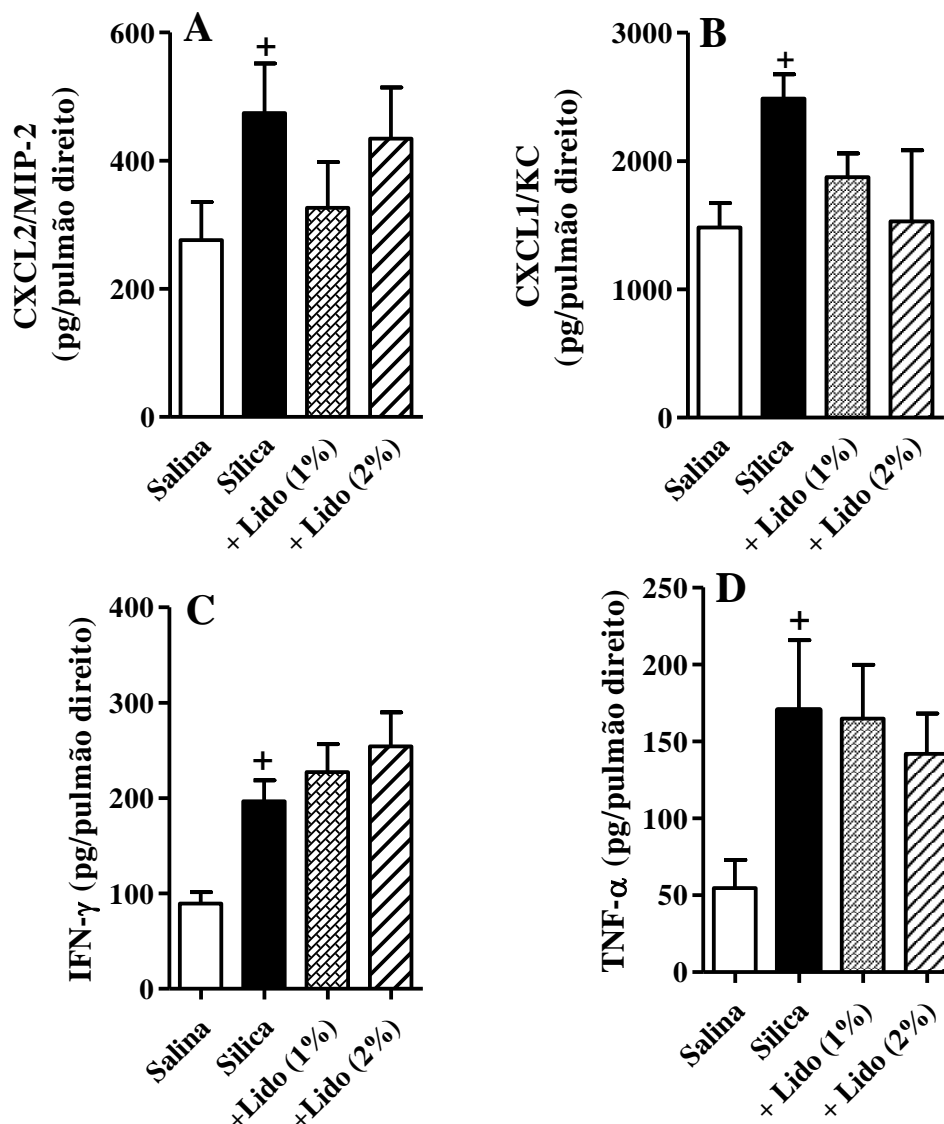 A
CXCL2/MIP-2
(pg/pulmão direito)
600
400
200
0
+
Salina
Sílica
+ Lido (1%)
+ Lido (2%)
B
CXCL1/KC
(pg/pulmão direito)
3000
2000
1000
0
+
Salina
Sílica
+ Lido (1%)
+ Lido (2%)
C
IFN-γ (pg/pulmão direito)
400
300
200
100
0
+
Salina
Silica
+Lido (1%)
+Lido (2%)
D
TNF-α (pg/pulmão direito)
250
200
150
100
50
0
+
Salina
Silica
+ Lido (1%)
+ Lido (2%)